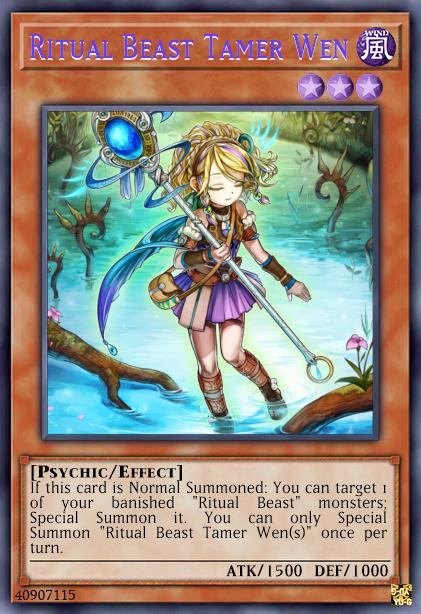 Ritual Beast Tamer Wen
WIND
風
[Psychic/Effect]
If this card is Normal Summoned: You can target 1
of your banished "Ritual Beast" monsters;
Special Summon it. You can only Special
Summon "Ritual Beast Tamer Wen(s)" once per
turn.
ATK/1500 DEF/1000
40907115